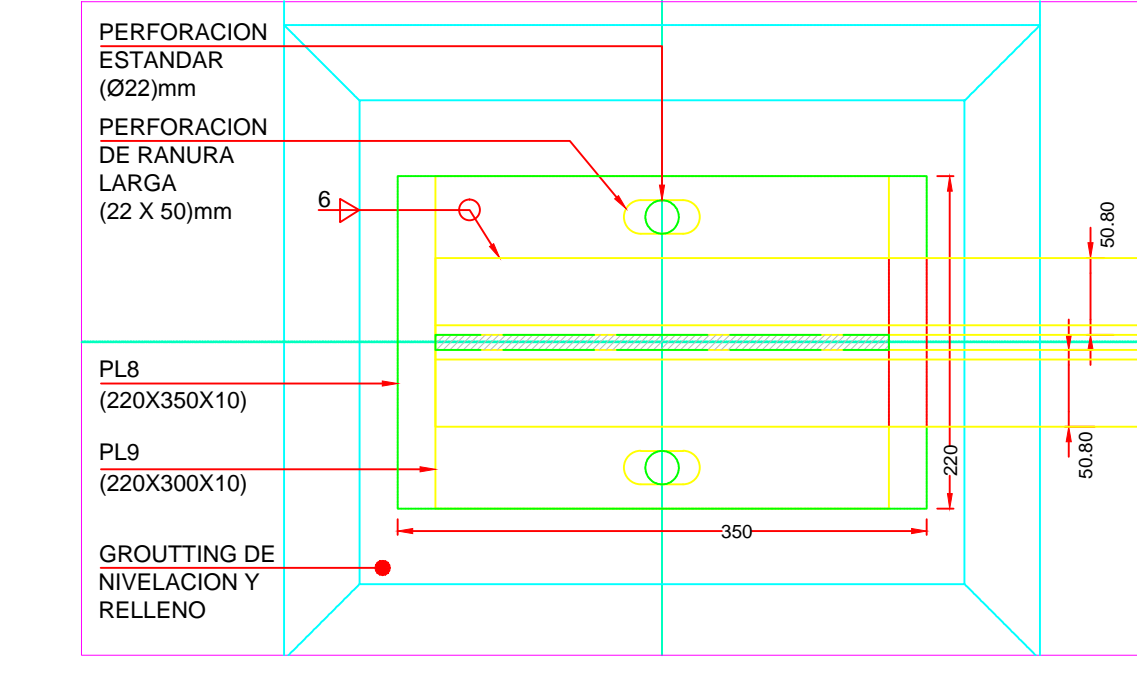 PERFORACION
ESTANDAR
(Ø22)mm
PERFORACION
DE RANURA
LARGA
(22 X 50)mm
6
PL8
(220X350X10)
PL9
(220X300X10)
GROUTTING DE
NIVELACION Y
RELLENO
350
220
50.80
50.80